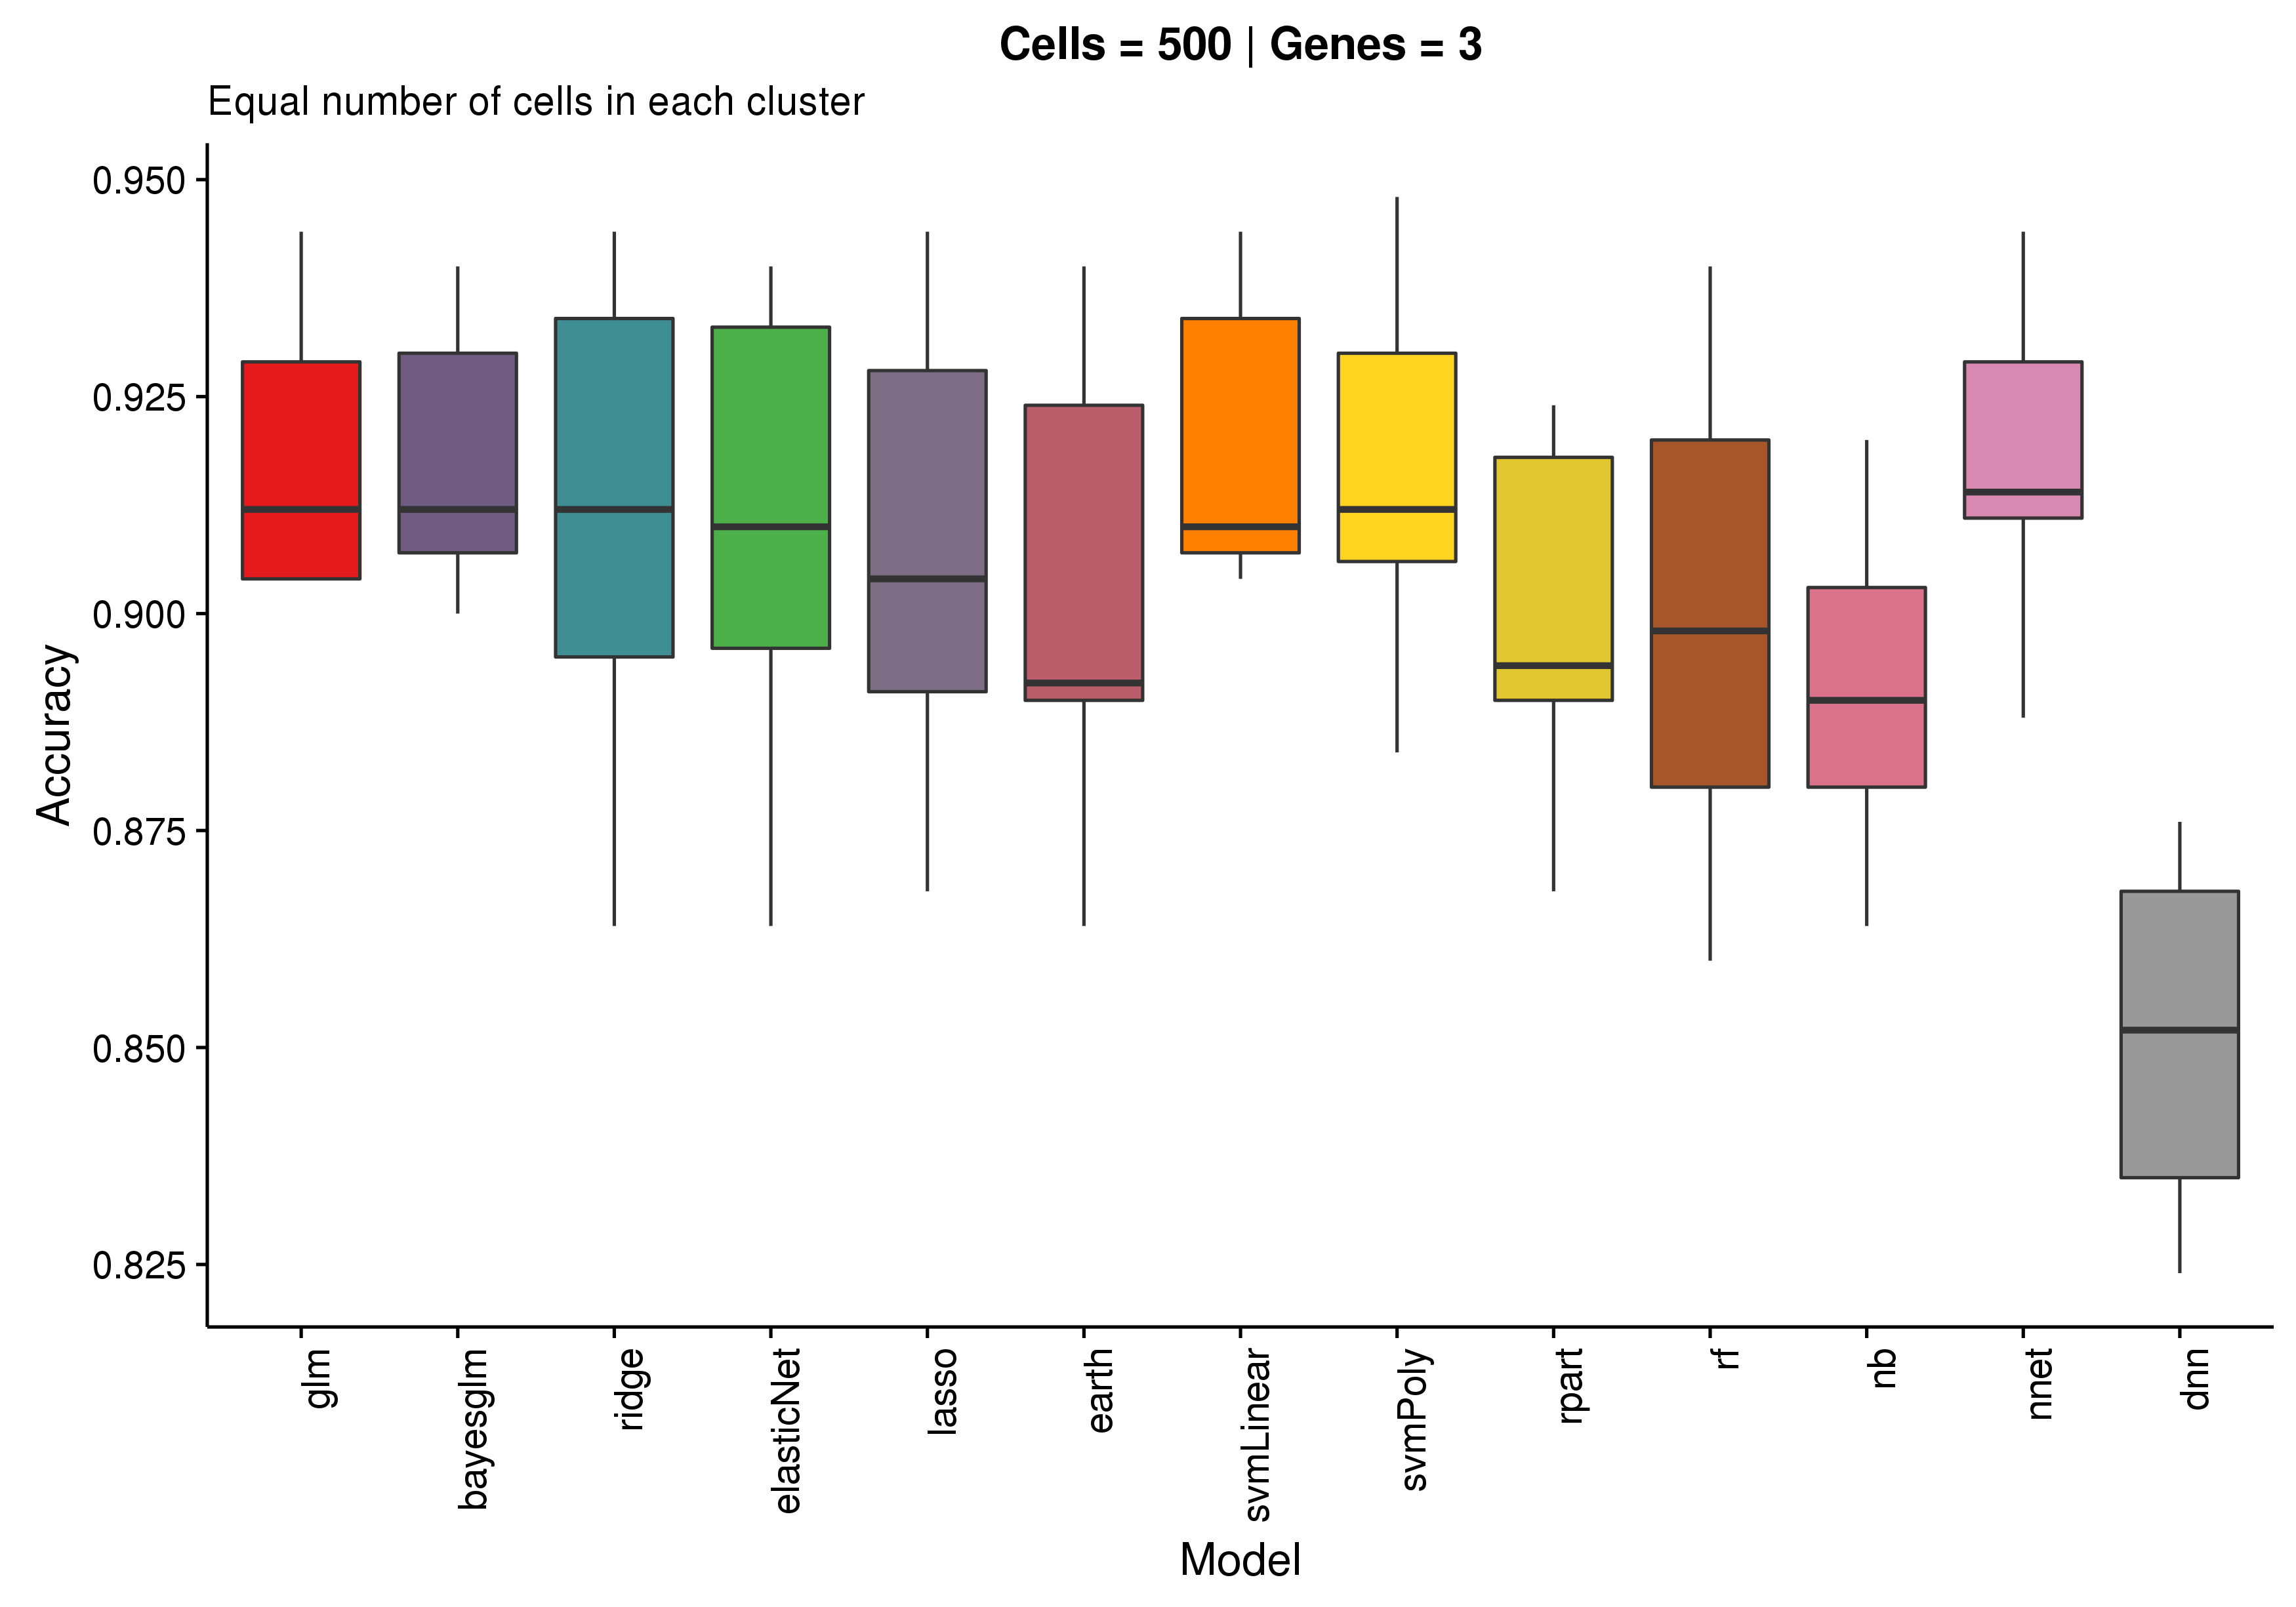 Cells = 500 | Genes = 3
Equal number of cells in each cluster
Accuracy
0.950
0.925
0.900
0.875
0.850
0.825
glm
bayesglm
ridge
elasticNet
lasso
earth
svmLinear
svmPoly
rpart
rf
nb
nnet
dnn
Model